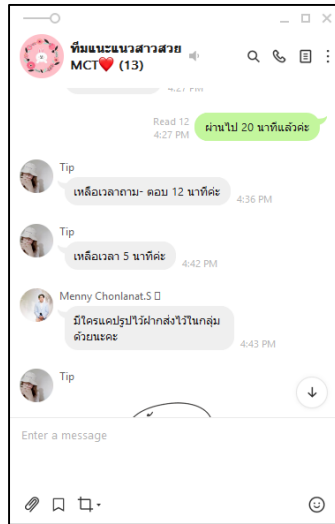 ทีมแนะแนวสาวสวย
MCT❤️ (13)
4:27 PM
Read 12
4:27 PM
ผ่านไป 20 นาทีแล้วค่ะ
Tip
เหลือเวลาถาม- ตอบ 12 นาทีค่ะ
4:36 PM
Tip
เหลือเวลา 5 นาทีค่ะ
4:42 PM
Menny Chonlanat.S
มีใครแคปรูปไว้ฝากส่งไว้ในกลุ่ม
ด้วยนะคะ
4:43 PM
Tip
Enter a message